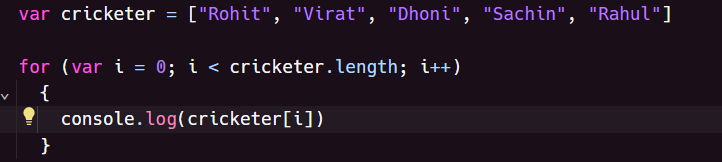 var cricketer = ["Rohit", "Virat", "Dhoni", "Sachin", "Rahul"]
for (var i = 0; i < cricketer.length; i++)
{
console.log(cricketer[i])
}